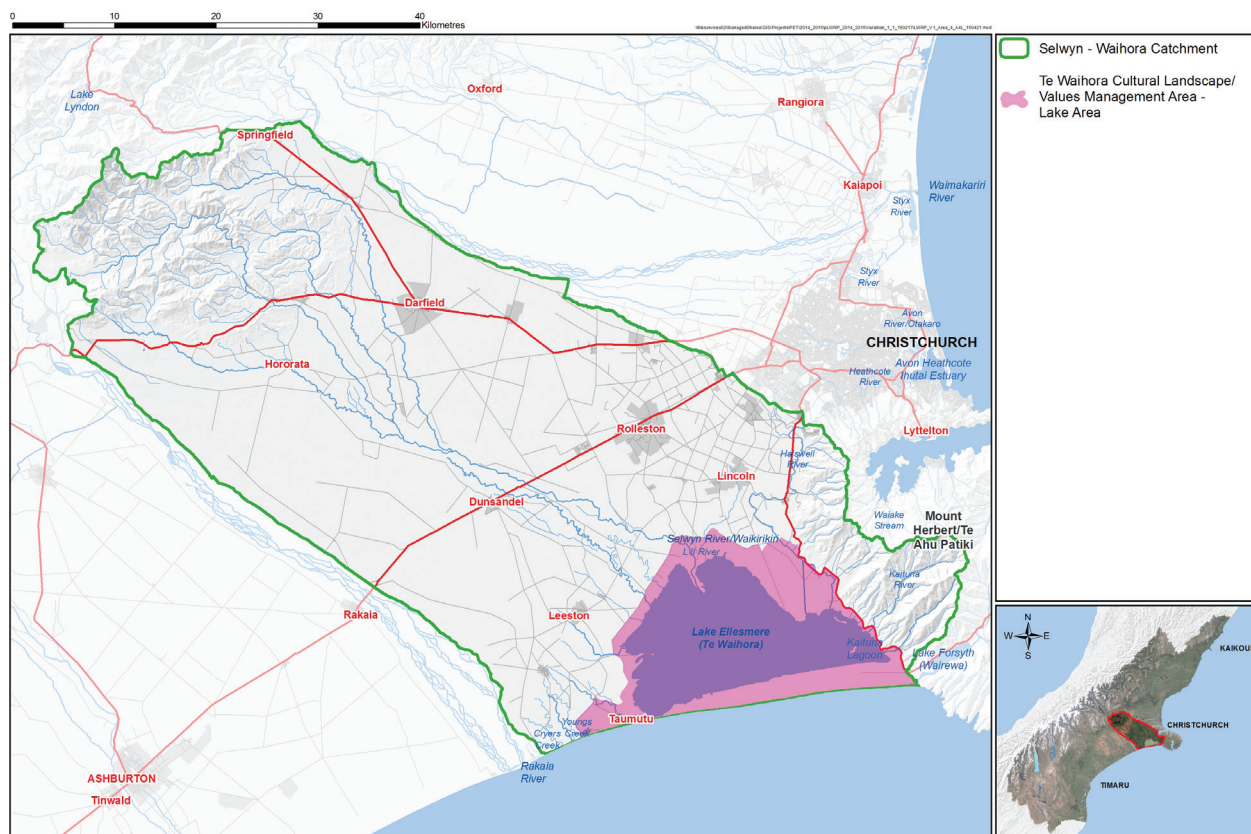 0 10 20 30 40
Kilometres
Selwyn - Waihora Catchment
Te Waihora Cultural Landscape/
Values Management Area -
Lake Area
Lake
Lyndon
Oxford
Rangiora
Springfield
Kaiapoi
Waimakariri
River
Styx
River
Styx
River
Avon
River/Otakaro
Darfield
CHRISTCHURCH
Avon Heathcote
Ihutai Estuary
Heathcote
River
Hororata
Rolleston
Lyttelton
Halswell
River
Lincoln
Dunsandel
Waiake
Stream
Mount
Herbert/Te
Ahu Patiki
Selwyn River/Waikirikiri
L II River
Kaituna
River
Rakaia
Leeston
Lake Ellesmere
(Te Waihora)
Kaituna
Lagoon
Lake Forsyth
(Wairewa)
Taumutu
Youngs
Creek
Cryers
Creek
Rakaia
River
ASHBURTON
Tinwald
N
W E
S
KAIKOU
CHRISTCHURCH
TIMARU